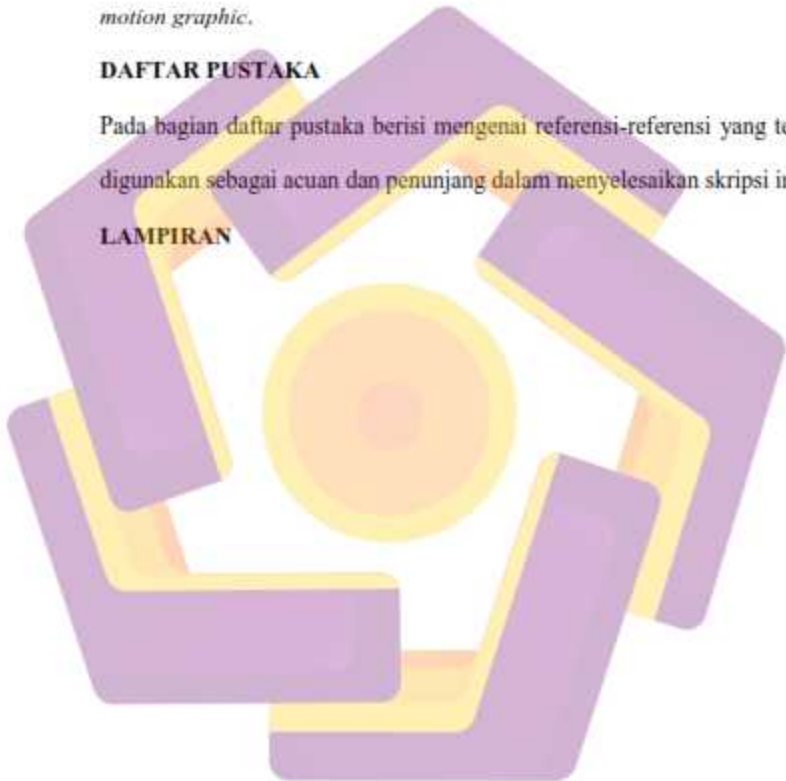 motion graphic.
DAFTAR PUSTAKA
Pada bagian daftar pustaka berisi mengenai referensi-referensi yang
digunakan sebagai acuan dan penunjang dalam menyelesaikan skripsi
LAMPIRAN